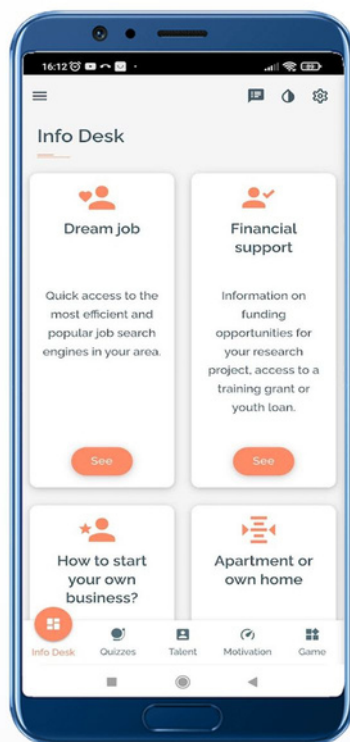 16:12
Info Desk
Dream job
Quick access to the
most efficient and
popular job search
engines in your area.
See
Financial
support
Information on
funding
opportunities for
your research
project, access to a
training grant or
youth loan.
See
How to start
your own
business?
Apartment or
own home
Info Desk
Quizzes
Talent
Motivation
Game